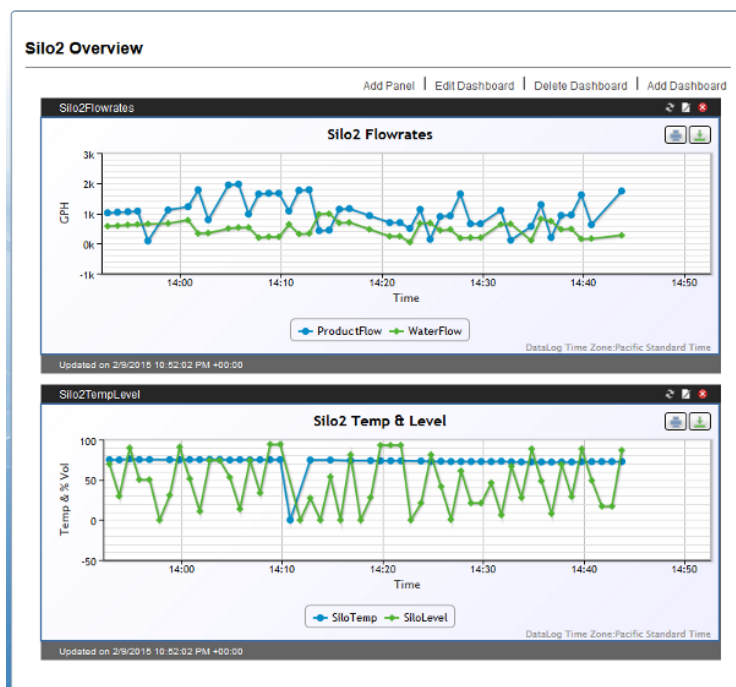 Silo2 Overview
Add Panel | Edit Dashboard | Delete Dashboard | Add Dashboard
Silo2Flowrates
Silo2 Flowrates
3k
2k
1k
0k
-1k
GPH
14:00 14:10 14:20 14:30 14:40 14:50
Time
ProductFlow WaterFlow
DataLog Time Zone:Pacific Standard Time
Updated on 2/9/2015 10:52:02 PM +00:00
Silo2TempLevel
Silo2 Temp & Level
100
50
0
-50
Temp & % Vol
14:00 14:10 14:20 14:30 14:40 14:50
Time
SiloTemp SiloLevel
DataLog Time Zone:Pacific Standard Time
Updated on 2/9/2015 10:52:02 PM +00:00